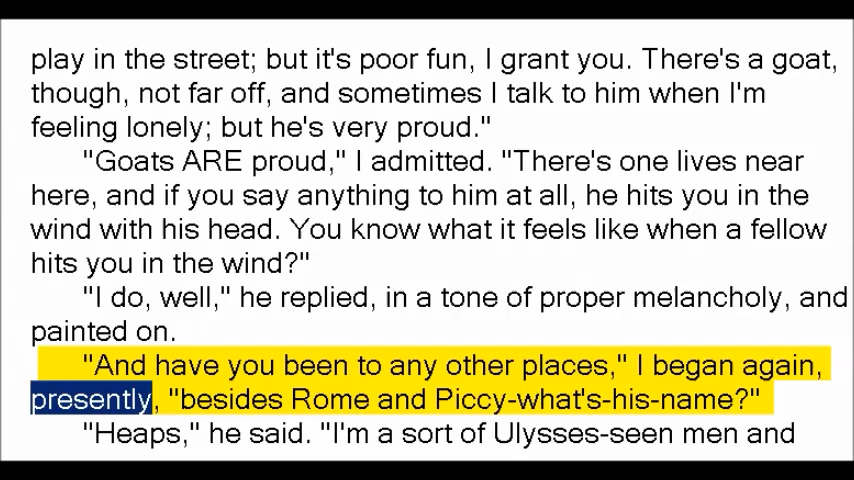 play in the street; but it's poor fun, I grant you. There's a goat,
though, not far off, and sometimes I talk to him when I'm
feeling lonely; but he's very proud."
"Goats ARE proud," I admitted. "There's one lives near
here, and if you say anything to him at all, he hits you in the
wind with his head. You know what it feels like when a fellow
hits you in the wind?"
"I do, well," he replied, in a tone of proper melancholy, and
painted on.
"And have you been to any other places," I began again,
presently, "besides Rome and Piccy-what's-his-name?"
"Heaps," he said. "I'm a sort of Ulysses-seen men and